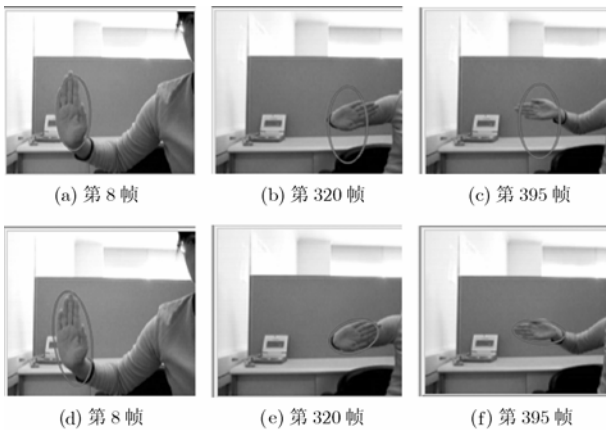 (a) 第 8 帧
(b) 第 320 帧
(c) 第 395 帧
(d) 第 8 帧
(e) 第 320 帧
(f) 第 395 帧